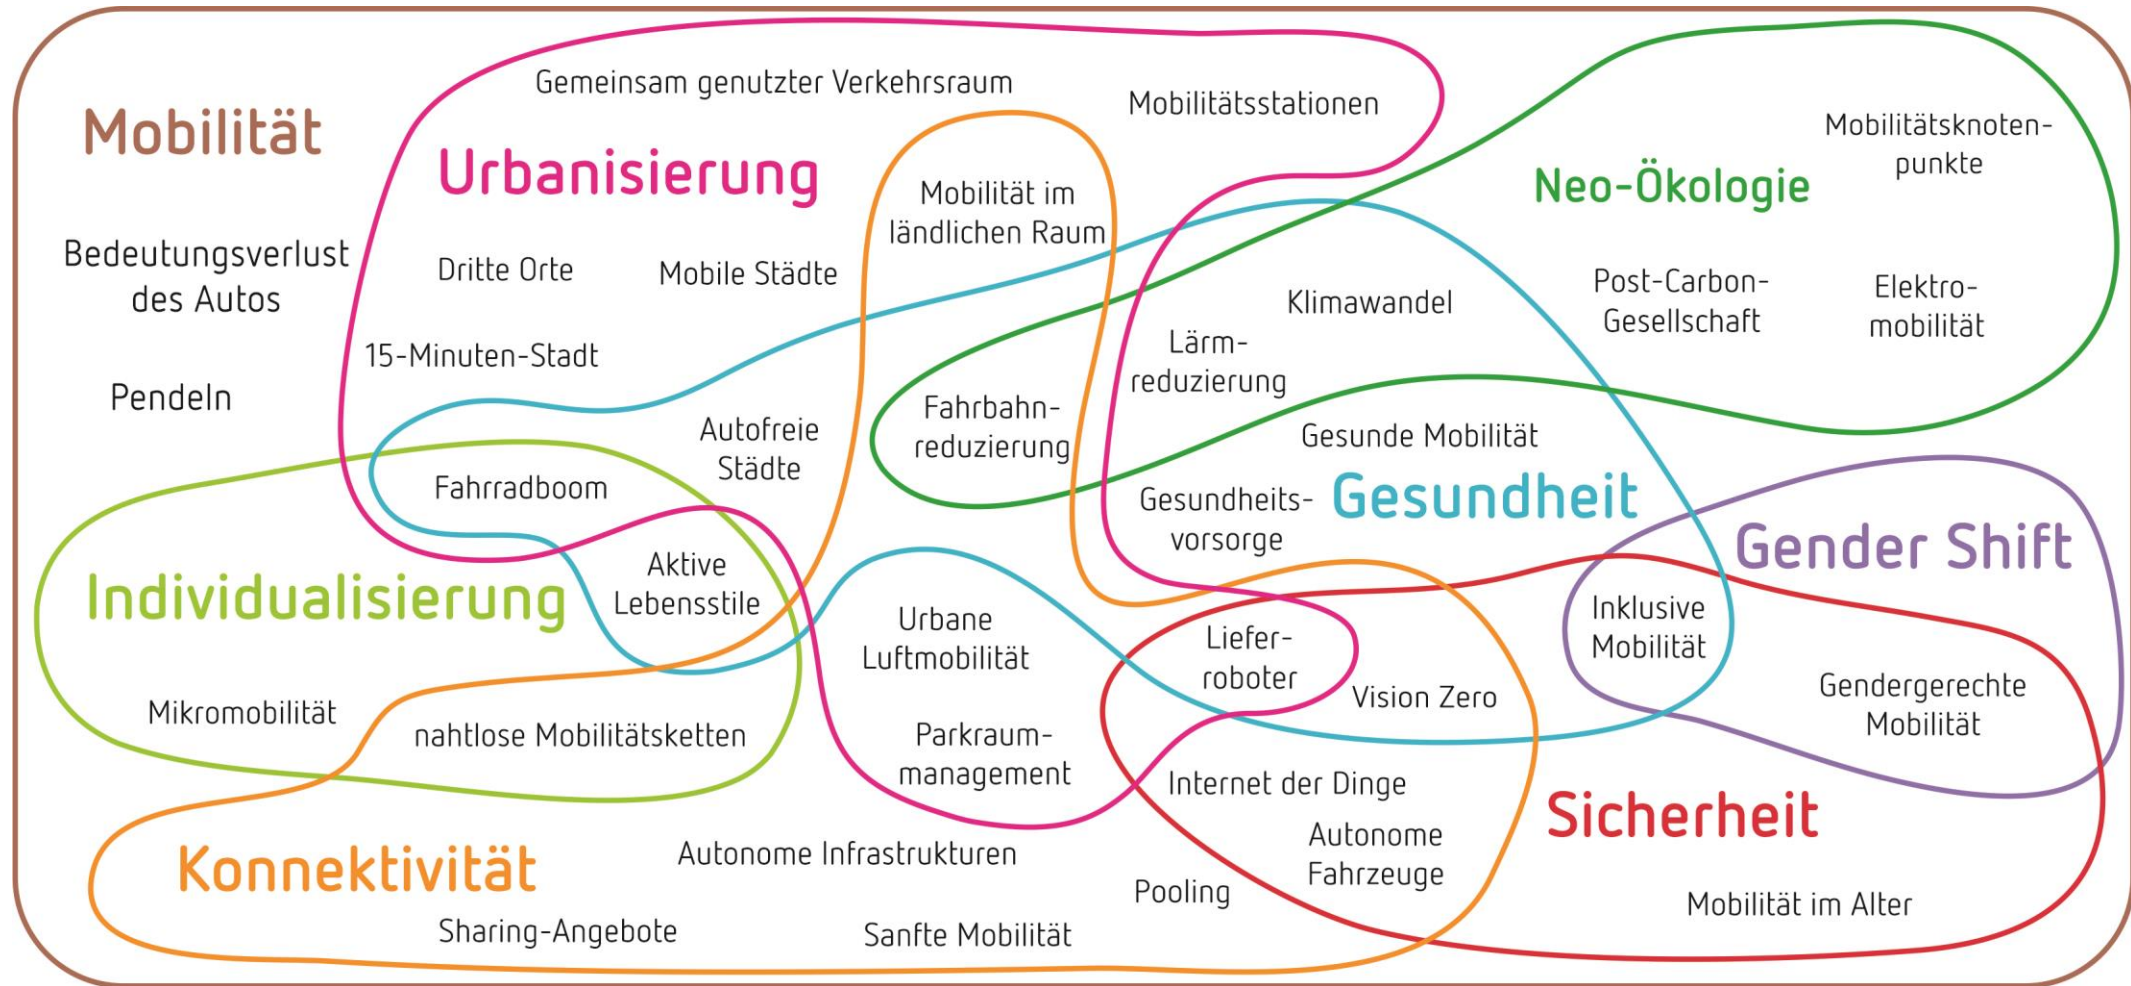 Mobilität
Bedeutungsverlust
des Autos
Pendeln
Gemeinsam genutzter Verkehrsraum
Mobilitätsstationen
Urbanisierung
Mobilität im
ländlichen Raum
Dritte Orte
Mobile Städte
15-Minuten-Stadt
Autofreie
Städte
Fahrradboom
Neo-Ökologie
Mobilitätsknoten-
punkte
Post-Carbon-
Gesellschaft
Elektro-
mobilität
Klimawandel
Lärm-
reduzierung
Fahrbahn-
reduzierung
Gesunde Mobilität
Gesundheit
Gesundheits-
vorsorge
Gender Shift
Inklusive
Mobilität
Gendergerechte
Mobilität
Individualisierung
Aktive
Lebensstile
Mikromobilität
nahtlose Mobilitätsketten
Urbane
Luftmobilität
Parkraum-
management
Liefer-
roboter
Vision Zero
Internet der Dinge
Autonome
Fahrzeuge
Sicherheit
Mobilität im Alter
Konnektivität
Autonome Infrastrukturen
Pooling
Sharing-Angebote
Sanfte Mobilität